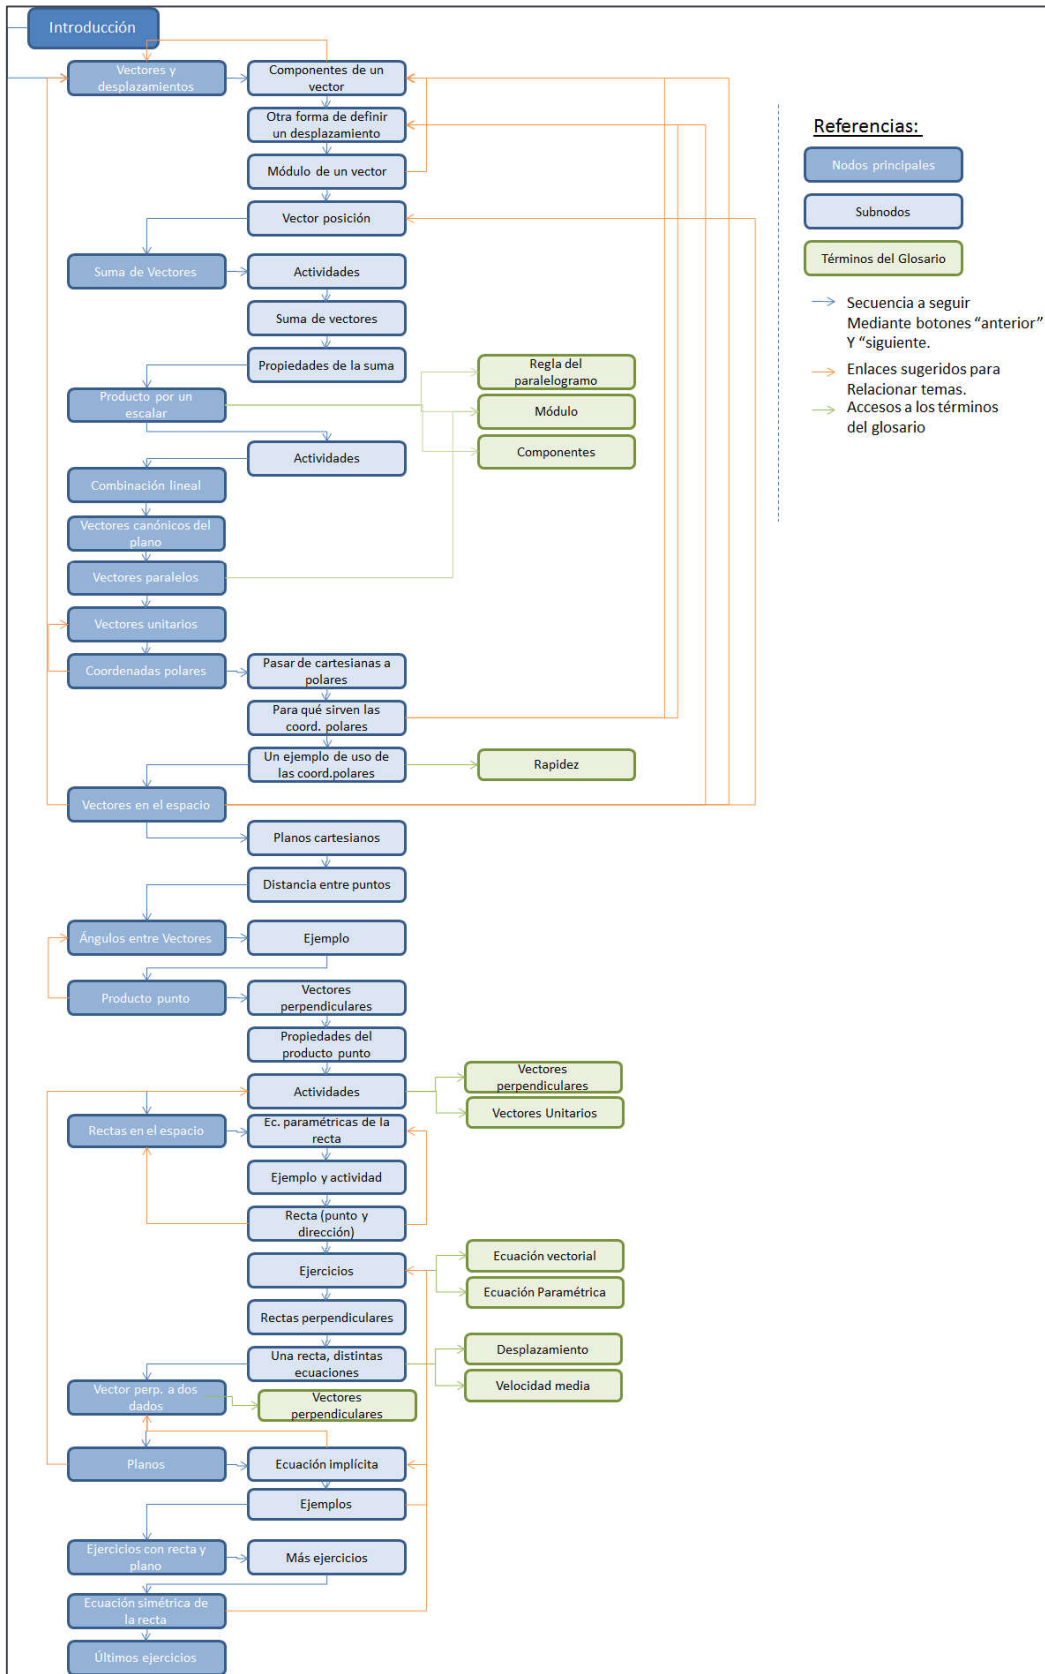 Introducción
Vectores y
desplazamientos
Componentes de un
vector
Otra forma de definir
un desplazamiento
Módulo de un vector
Vector posición
Suma de Vectores
Actividades
Suma de vectores
Propiedades de la suma
Producto por un
escalar
Regla del
paralelogramo
Módulo
Componentes
Actividades
Combinación lineal
Vectores canónicos del
plano
Vectores paralelos
Vectores unitarios
Coordenadas polares
Pasar de cartesianas a
polares
Para qué sirven las
coord. polares
Un ejemplo de uso de
las coord.polares
Rapidez
Vectores en el espacio
Planos cartesianos
Distancia entre puntos
Ángulos entre Vectores
Ejemplo
Producto punto
Vectores
perpendiculares
Propiedades del
producto punto
Actividades
Vectores
perpendiculares
Vectores Unitarios
Rectas en el espacio
Ec. paramétricas de la
recta
Ejemplo y actividad
Recta (punto y
dirección)
Ejercicios
Ecuación vectorial
Ecuación Paramétrica
Rectas perpendiculares
Una recta, distintas
ecuaciones
Desplazamiento
Velocidad media
Vector perp. a dos
dados
Vectores
perpendiculares
Planos
Ecuación implícita
Ejemplos
Ejercicios con recta y
plano
Más ejercicios
Ecuación simétrica de
la recta
Últimos ejercicios
Referencias:
Nodos principales
Subnodos
Términos del Glosario
Secuencia a seguir
Mediante botones “anterior”
Y “siguiente.
Enlaces sugeridos para
Relacionar temas.
Accesos a los términos
del glosario